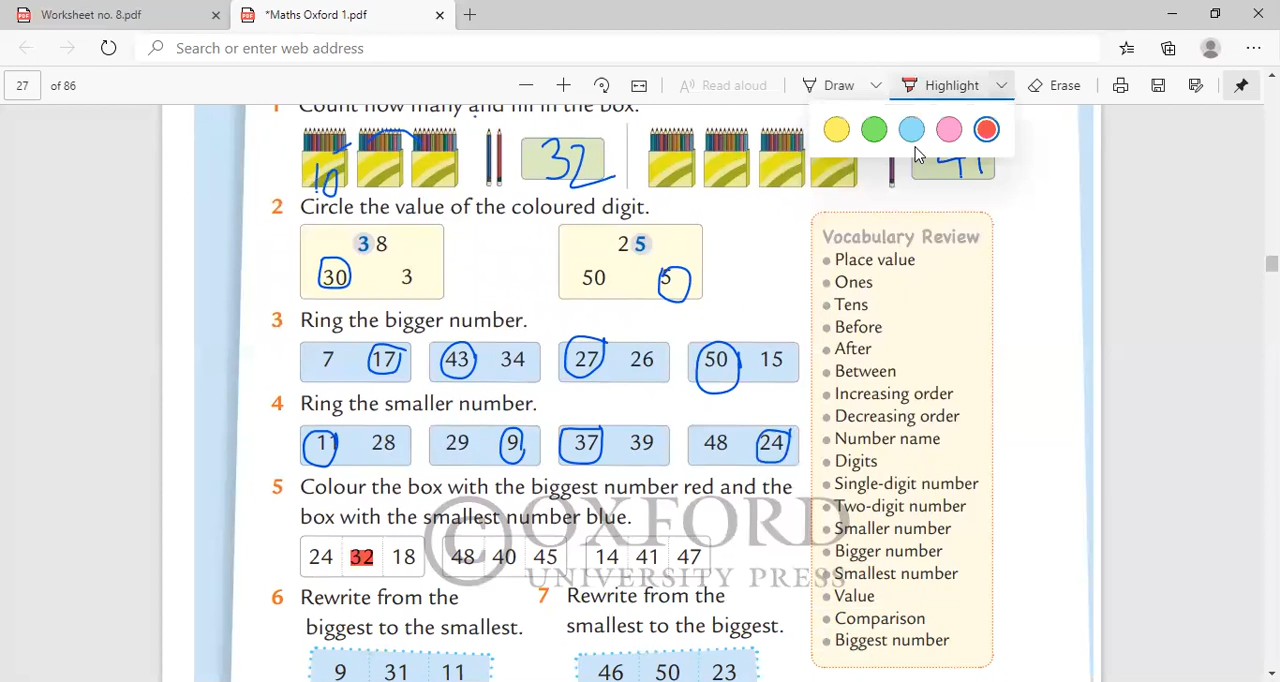 Worksheet no. 8.pdf
*Maths Oxford 1.pdf
Search or enter web address
27 of 86
Read aloud
Draw
Highlight
Erase
1 Count how many and fill in the box.
10
32
41
2 Circle the value of the coloured digit.
3 8
30 3
2 5
50 5
3 Ring the bigger number.
7 17 43 34 27 26 50 15
4 Ring the smaller number.
11 28 29 9 37 39 48 24
5 Colour the box with the biggest number red and the
box with the smallest number blue.
24 32 18 48 40 45 14 41 47
© OXFORD
UNIVERSITY PRESS
6 Rewrite from the
biggest to the smallest.
9 31 11
7 Rewrite from the
smallest to the biggest.
46 50 23
Vocabulary Review
Place value
Ones
Tens
Before
After
Between
Increasing order
Decreasing order
Number name
Digits
Single-digit number
Two-digit number
Smaller number
Bigger number
Smallest number
Value
Comparison
Biggest number